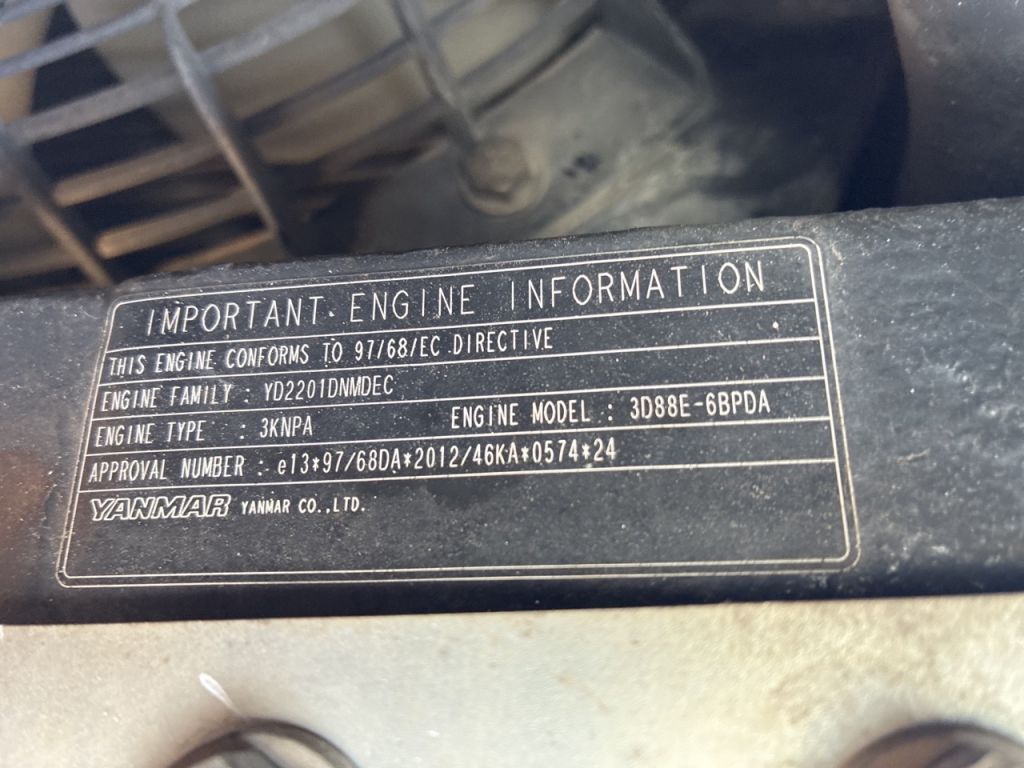 IMPORTANT ENGINE INFORMATION
THIS ENGINE CONFORMS TO 97/68/EC DIRECTIVE
ENGINE FAMILY : YD2201DNMDEC
ENGINE TYPE : 3KNPA ENGINE MODEL : 3D88E-6BPDA
APPROVAL NUMBER : e13*97/68DA*2012/46KA*0574*24
YANMAR YANMAR CO.,LTD.